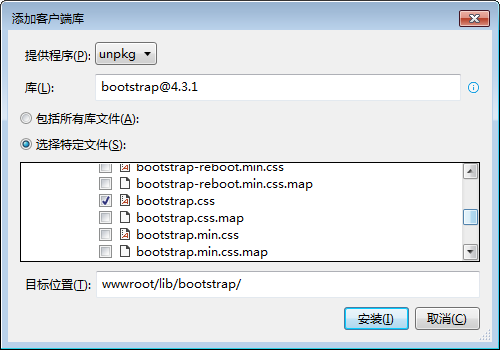 添加客户端库
提供程序(P): unpkg
库(L): bootstrap@4.3.1
包括所有库文件(A):
选择特定文件(S):
bootstrap-reboot.min.css
bootstrap-reboot.min.css.map
bootstrap.css
bootstrap.css.map
bootstrap.min.css
bootstrap.min.css.map
目标位置(T): wwwroot/lib/bootstrap/
安装(I) 取消(C)